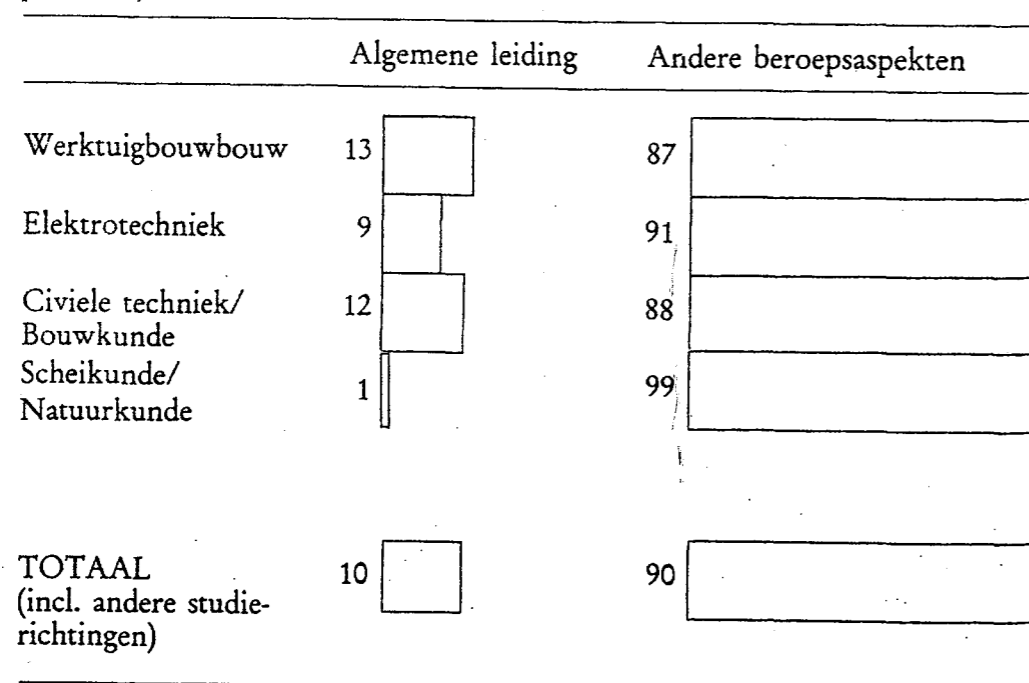 Algemene leiding Andere beroepsaspekten
Werktuigbouwbouw 13 87
Elektrotechniek 9 91
Civiele techniek/ 12 88
Bouwkunde
Scheikunde/ 1 99
Natuurkunde
TOTAAL 10 90
(incl. andere studie-
richtingen)